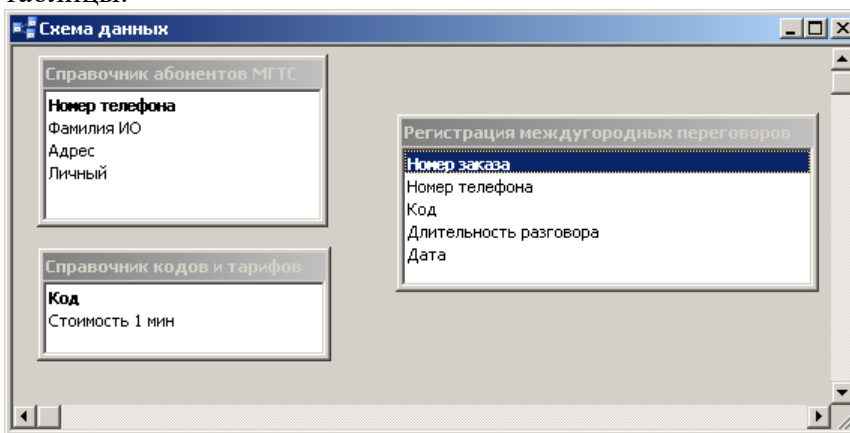 таблицы.
Схема данных
Справочник абонентов МГТС
Номер телефона
Фамилия ИО
Адрес
Личный
Регистрация междугородных переговоров
Номер заказа
Номер телефона
Код
Длительность разговора
Дата
Справочник кодов и тарифов
Код
Стоимость 1 мин